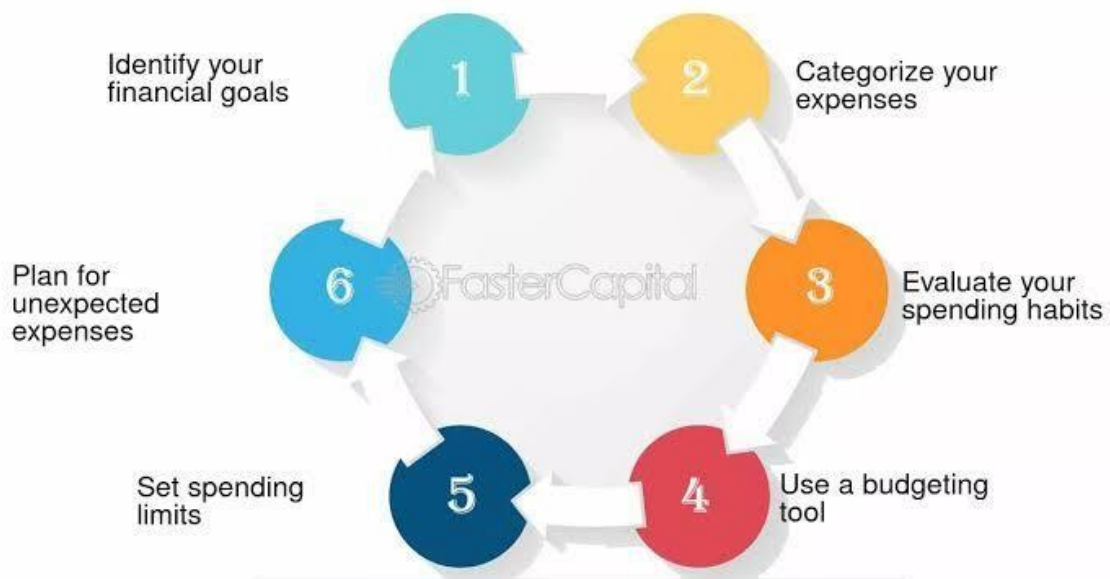 1
Identify your
financial goals
2
Categorize your
expenses
3
Evaluate your
spending habits
4
Use a budgeting
tool
5
Set spending
limits
6
Plan for
unexpected
expenses
FasterCapital